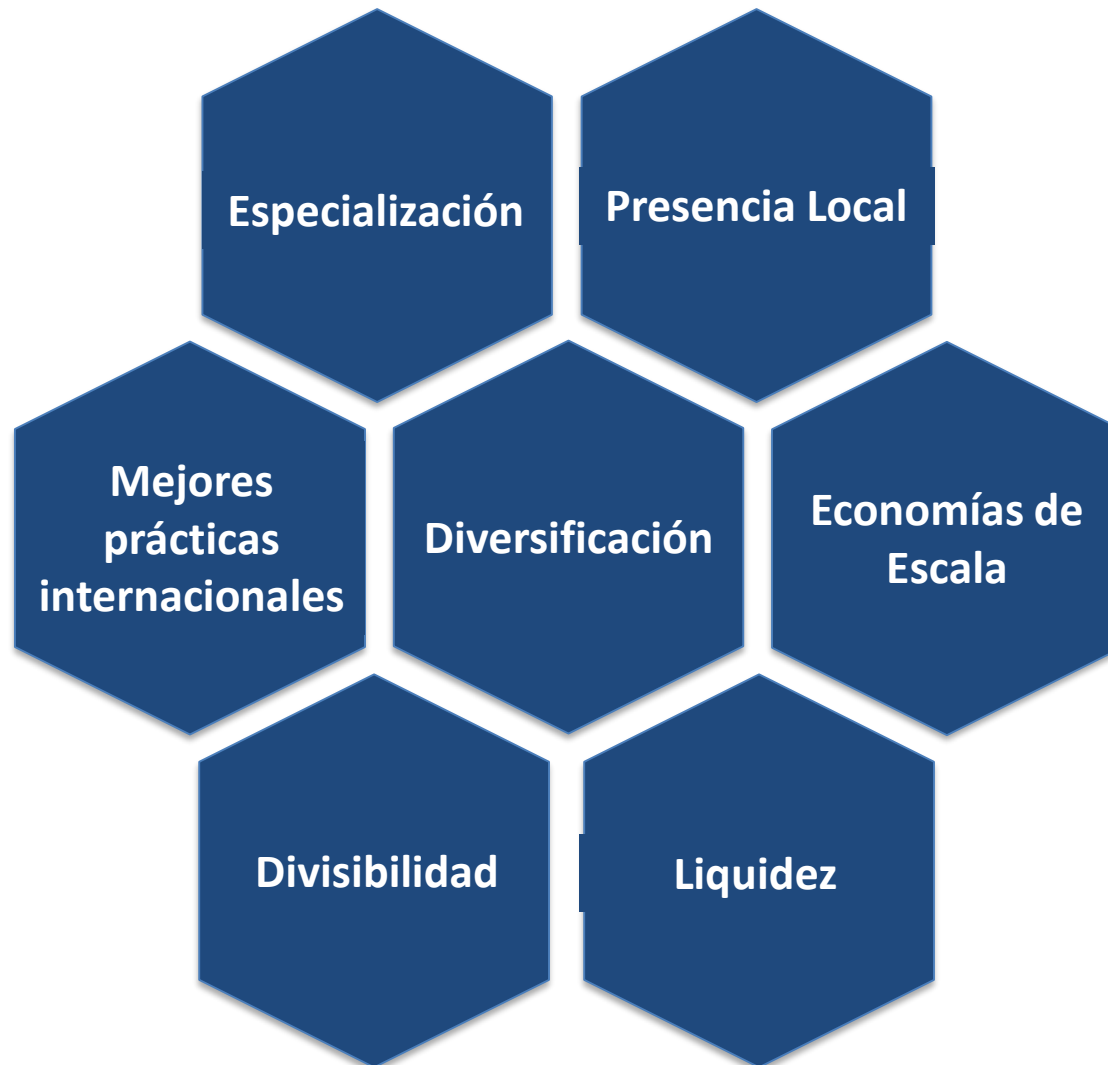 Especialización
Presencia Local
Mejores
prácticas
internacionales
Diversificación
Economías de
Escala
Divisibilidad
Liquidez